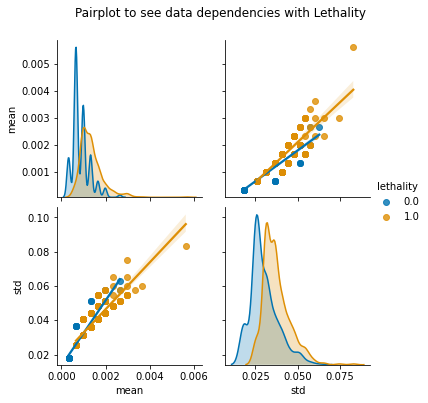 Pairplot to see data dependencies with Lethality
0.005
0.004
0.003
0.002
0.001
mean
lethality
0.0
1.0
0.10
0.08
0.06
0.04
0.02
std
0.000 0.002 0.004 0.006
mean
0.025 0.050 0.075
std